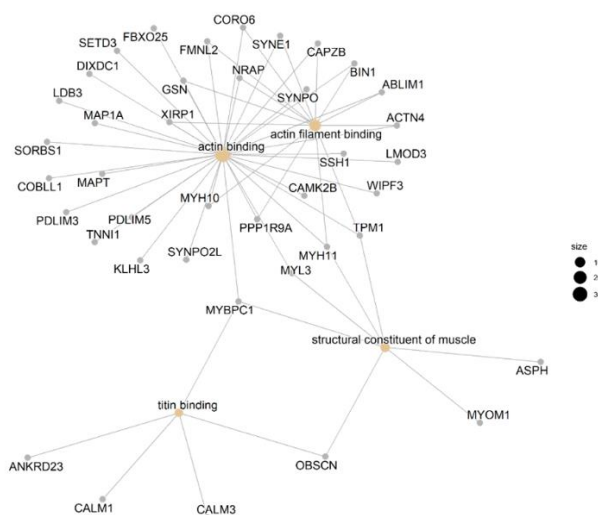 CORO6
FBXO25
SETD3
FMNL2
SYNE1
CAPZB
DIXDC1
NRAP
BIN1
GSN
ABLIM1
LDB3
SYNPO
MAP1A
XIRP1
ACTN4
actin filament binding
SORBS1
actin binding
SSH1
LMOD3
COBLL1
MAPT
CAMK2B
WIPF3
MYH10
PDLIM3
PDLIM5
PPP1R9A
TPM1
TNNI1
SYNPO2L
MYH11
KLHL3
MYL3
size
1
2
3
MYBPC1
structural constituent of muscle
ASPH
titin binding
MYOM1
ANKRD23
OBSCN
CALM1
CALM3